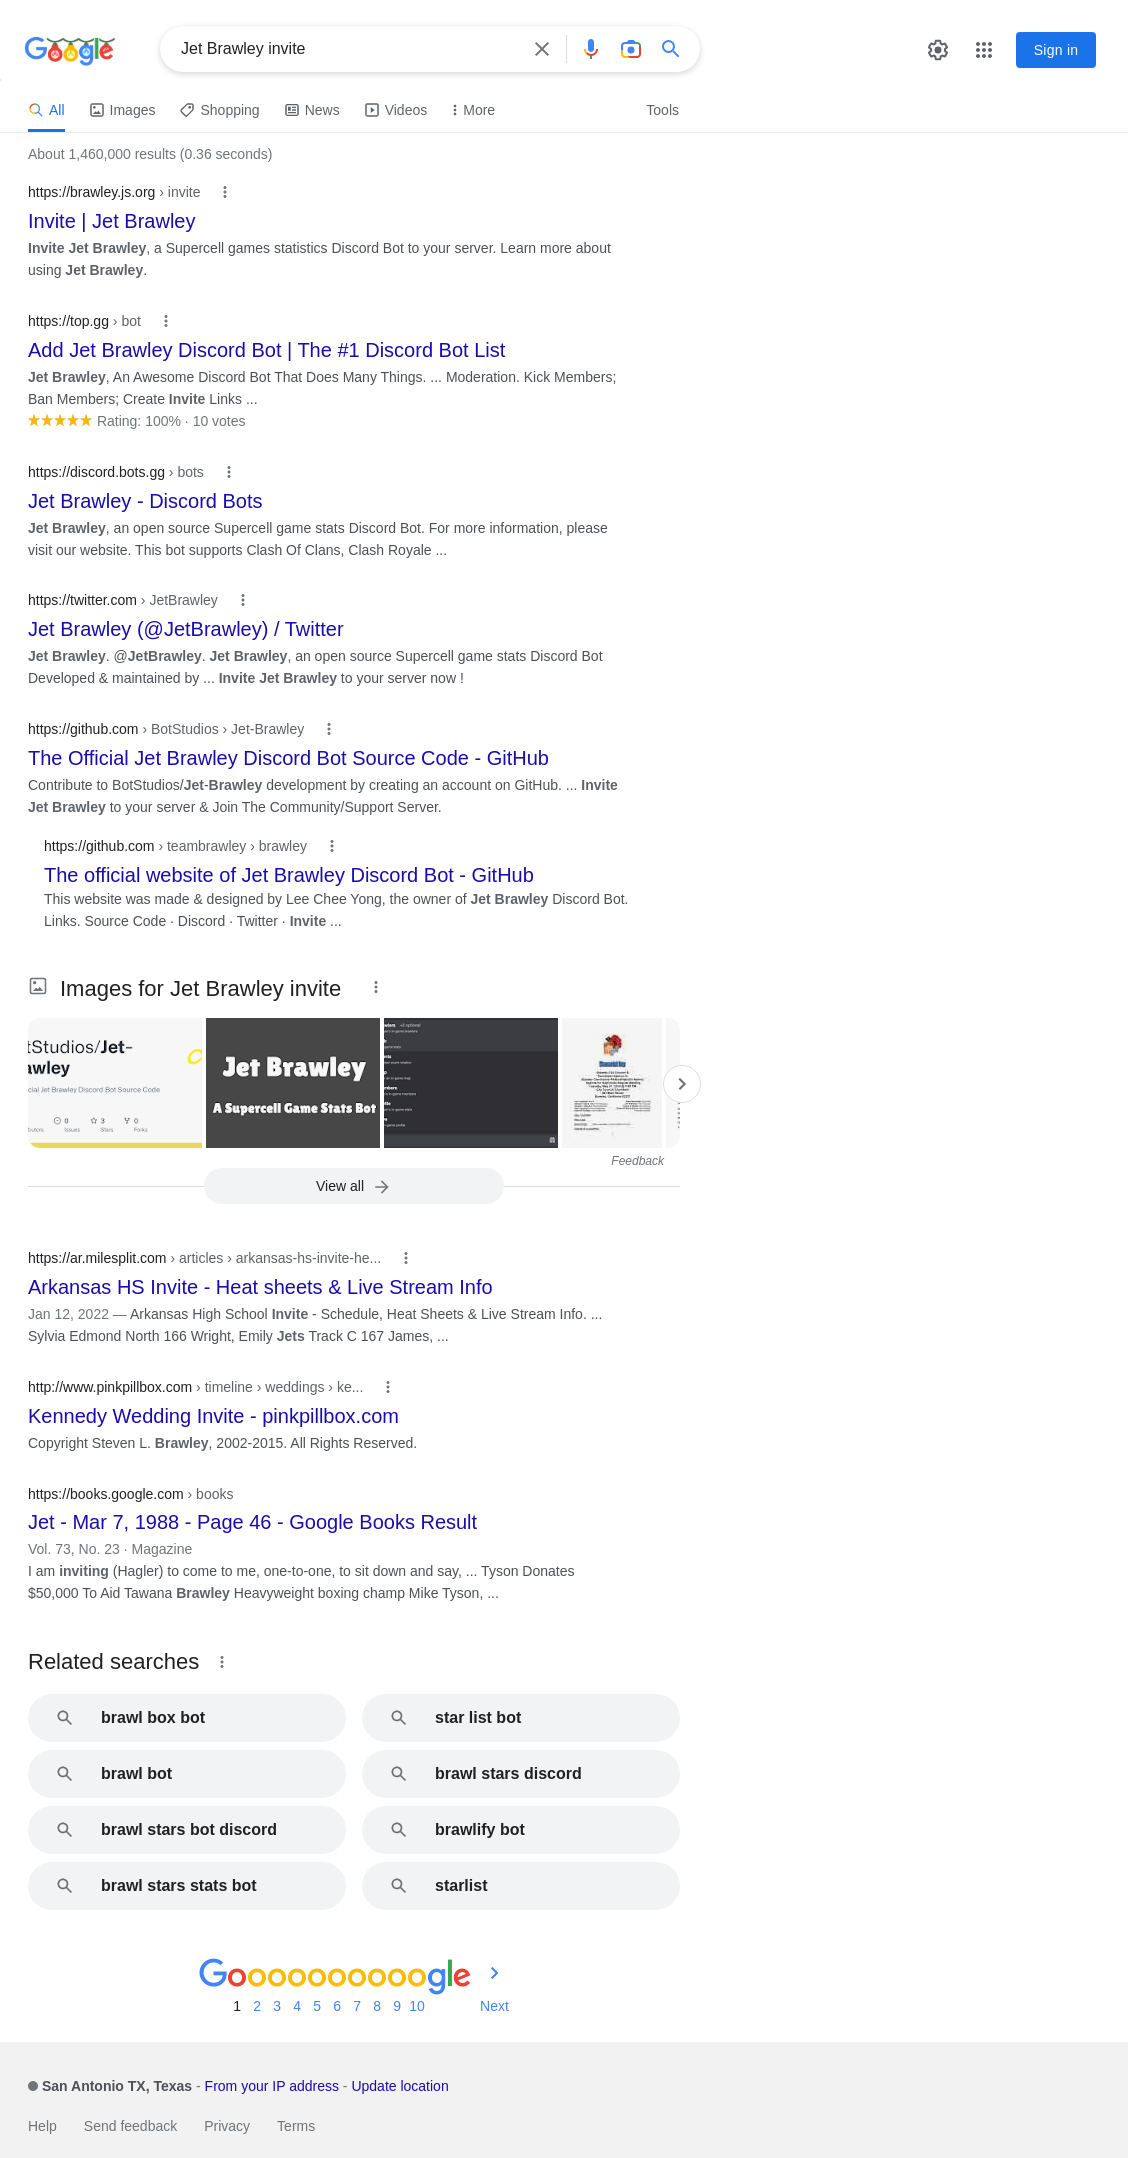 Google
Jet Brawley invite
Sign in
All
Images
Shopping
News
Videos
More
Tools
About 1,460,000 results (0.36 seconds)
https://brawley.js.org › invite
Invite | Jet Brawley
Invite Jet Brawley, a Supercell games statistics Discord Bot to your server. Learn more about
using Jet Brawley.
https://top.gg › bot
Add Jet Brawley Discord Bot | The #1 Discord Bot List
Jet Brawley, An Awesome Discord Bot That Does Many Things. ... Moderation. Kick Members;
Ban Members; Create Invite Links ...
Rating: 100% · 10 votes
https://discord.bots.gg › bots
Jet Brawley - Discord Bots
Jet Brawley, an open source Supercell game stats Discord Bot. For more information, please
visit our website. This bot supports Clash Of Clans, Clash Royale ...
https://twitter.com › JetBrawley
Jet Brawley (@JetBrawley) / Twitter
Jet Brawley. @JetBrawley. Jet Brawley, an open source Supercell game stats Discord Bot
Developed & maintained by ... Invite Jet Brawley to your server now !
https://github.com › BotStudios › Jet-Brawley
The Official Jet Brawley Discord Bot Source Code - GitHub
Contribute to BotStudios/Jet-Brawley development by creating an account on GitHub. ... Invite
Jet Brawley to your server & Join The Community/Support Server.
https://github.com › teambrawley › brawley
The official website of Jet Brawley Discord Bot - GitHub
This website was made & designed by Lee Chee Yong, the owner of Jet Brawley Discord Bot.
Links. Source Code · Discord · Twitter · Invite ...
Images for Jet Brawley invite
tStudios/Jet-
awley
cial Jet Brawley Discord Bot Source Code
0
3
0
Issues
Stars
Forks
Jet Brawley
A Supercell Game Stats Bot
Feedback
View all
https://ar.milesplit.com › articles › arkansas-hs-invite-he...
Arkansas HS Invite - Heat sheets & Live Stream Info
Jan 12, 2022 — Arkansas High School Invite - Schedule, Heat Sheets & Live Stream Info. ...
Sylvia Edmond North 166 Wright, Emily Jets Track C 167 James, ...
http://www.pinkpillbox.com › timeline › weddings › ke...
Kennedy Wedding Invite - pinkpillbox.com
Copyright Steven L. Brawley, 2002-2015. All Rights Reserved.
https://books.google.com › books
Jet - Mar 7, 1988 - Page 46 - Google Books Result
Vol. 73, No. 23 · Magazine
I am inviting (Hagler) to come to me, one-to-one, to sit down and say, ... Tyson Donates
$50,000 To Aid Tawana Brawley Heavyweight boxing champ Mike Tyson, ...
Related searches
brawl box bot
star list bot
brawl bot
brawl stars discord
brawl stars bot discord
brawlify bot
brawl stars stats bot
starlist
Goooooooooogle
1 2 3 4 5 6 7 8 9 10 Next
San Antonio TX, Texas - From your IP address - Update location
Help
Send feedback
Privacy
Terms